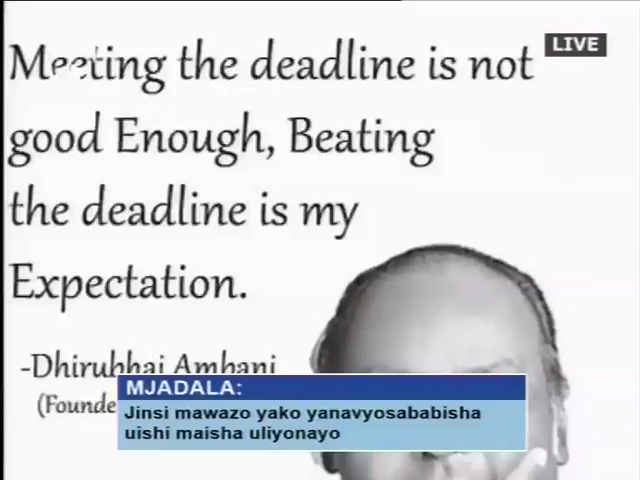 LIVE
Meeting the deadline is not
good Enough, Beating
the deadline is my
Expectation.
-Dhirubhai Ambani
(Founde
MJADALA:
Jinsi mawazo yako yanavyosababisha
uishi maisha uliyonayo